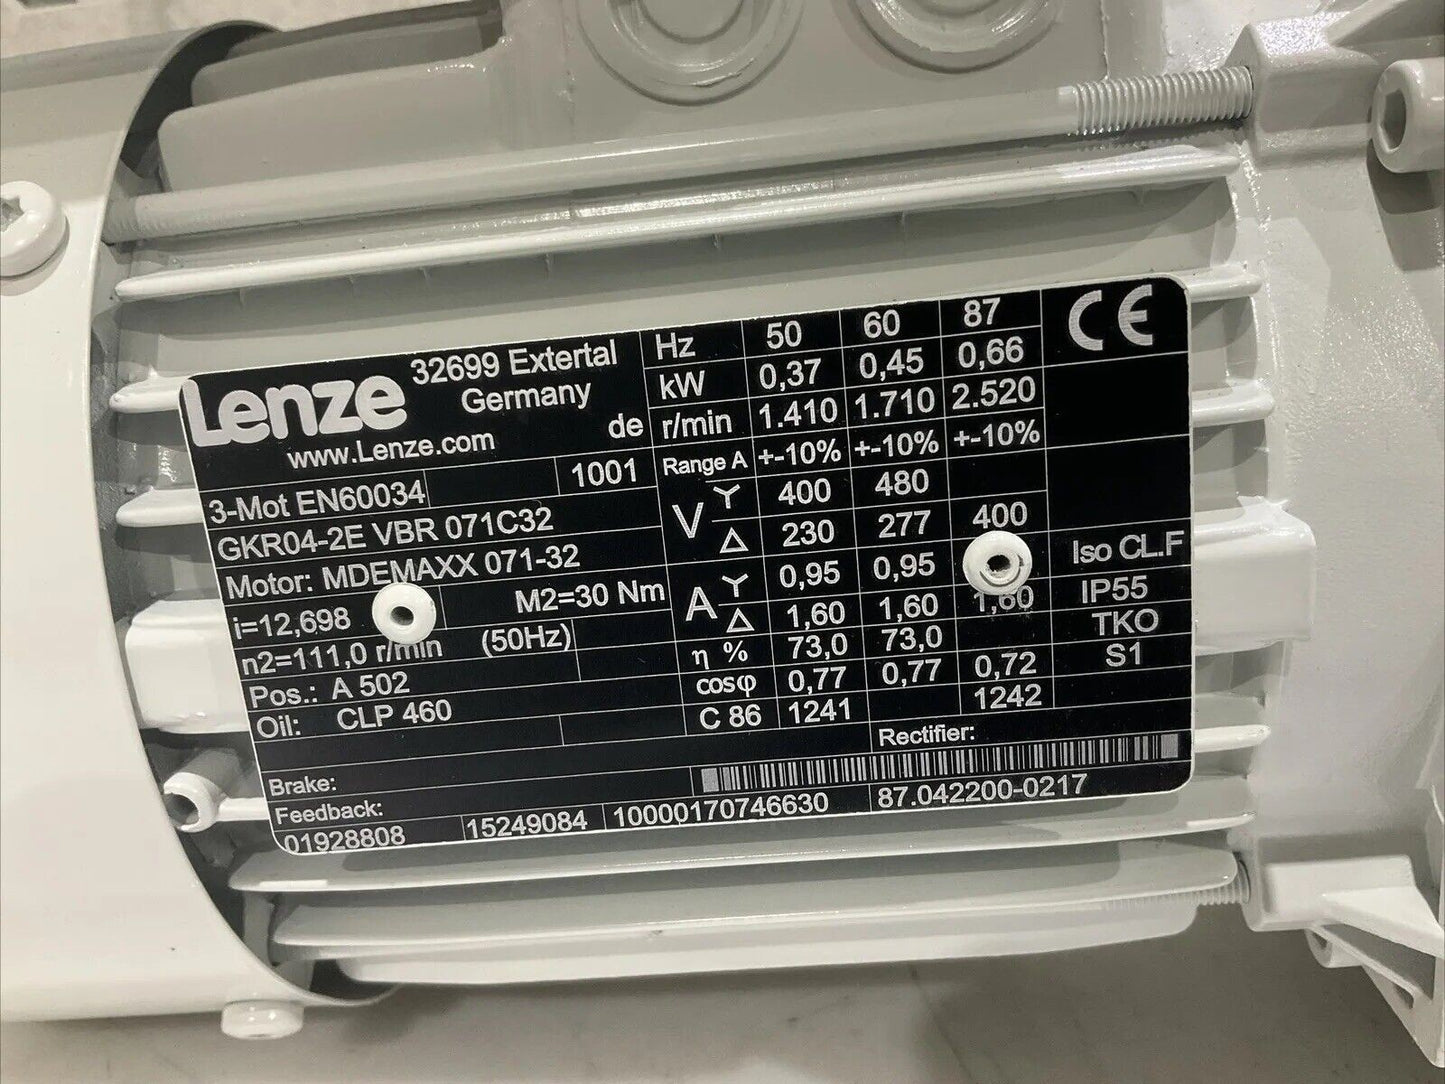 Lenze 32699 Extertal
Germany
www.Lenze.com de
3-Mot EN60034 1001
GKR04-2E VBR 071C32
Motor: MDEMAXX 071-32
i=12,698 M2=30 Nm
n2=111,0 r/min (50Hz)
Pos.: A 502
Oil: CLP 460
Brake:
Feedback:
01928808 15249084 10000170746630 87.042200-0217
Hz 50 60 87
kW 0,37 0,45 0,66
r/min 1.410 1.710 2.520
Range A +-10% +-10% +-10%
V Y 400 480
Δ 230 277 400
A Y 0,95 0,95
Δ 1,60 1,60 1,60
η % 73,0 73,0
cosφ 0,77 0,77 0,72
C 86 1241 1242
Rectifier:
CE
Iso CL.F
IP55
TKO
S1